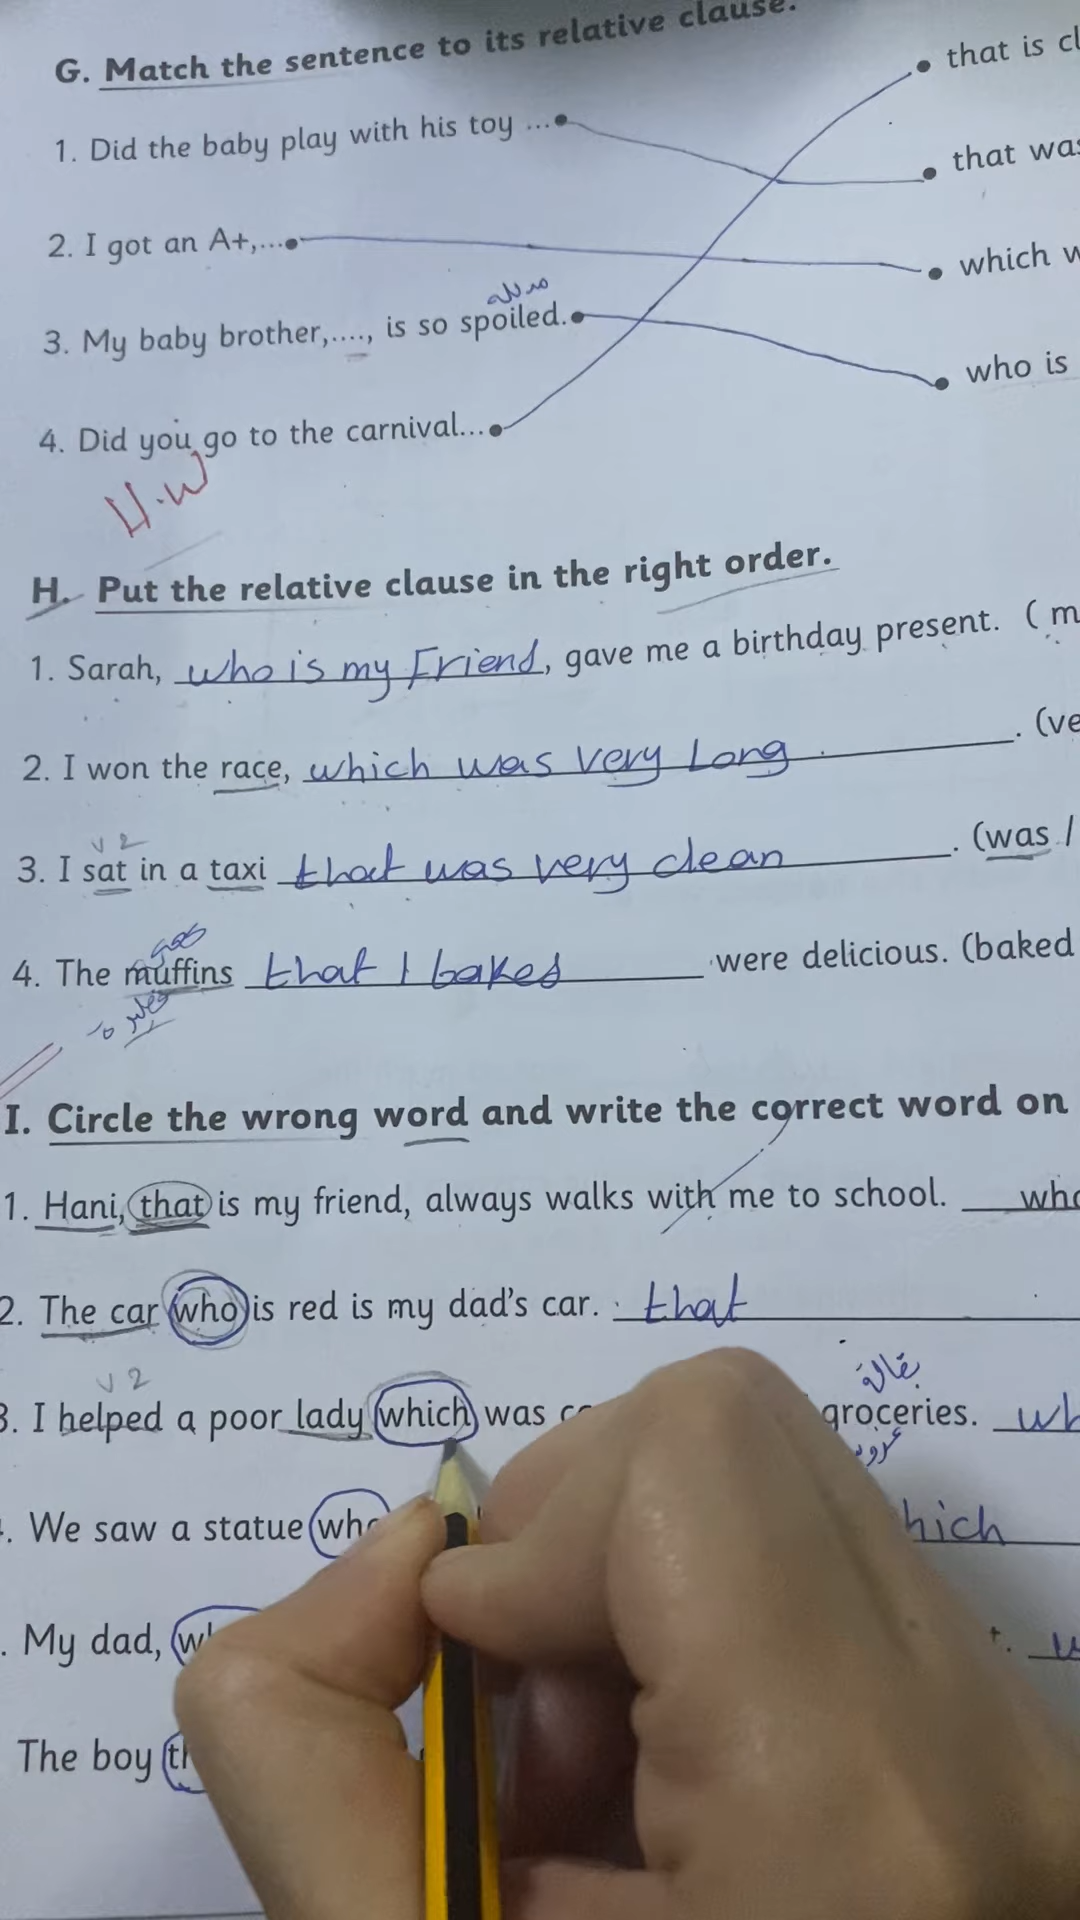 G. Match the sentence to its relative clause.
that is cl
1. Did the baby play with his toy ...
that was
2. I got an A+,...
which w
مدلله
3. My baby brother,...., is so spoiled.
who is
4. Did you go to the carnival...
H.W
H. Put the relative clause in the right order.
1. Sarah, who is my Friend, gave me a birthday present. ( m
2. I won the race, which was very Long. (ve
v 2
3. I sat in a taxi that was very clean. (was /
4. The muffins that I baked were delicious. (baked
I. Circle the wrong word and write the correct word on
1. Hani, that is my friend, always walks with me to school. who
2. The car who is red is my dad's car. that
v 2
بقالة
3. I helped a poor lady which was groceries. wh
. We saw a statue who hich
. My dad, w
The boy th